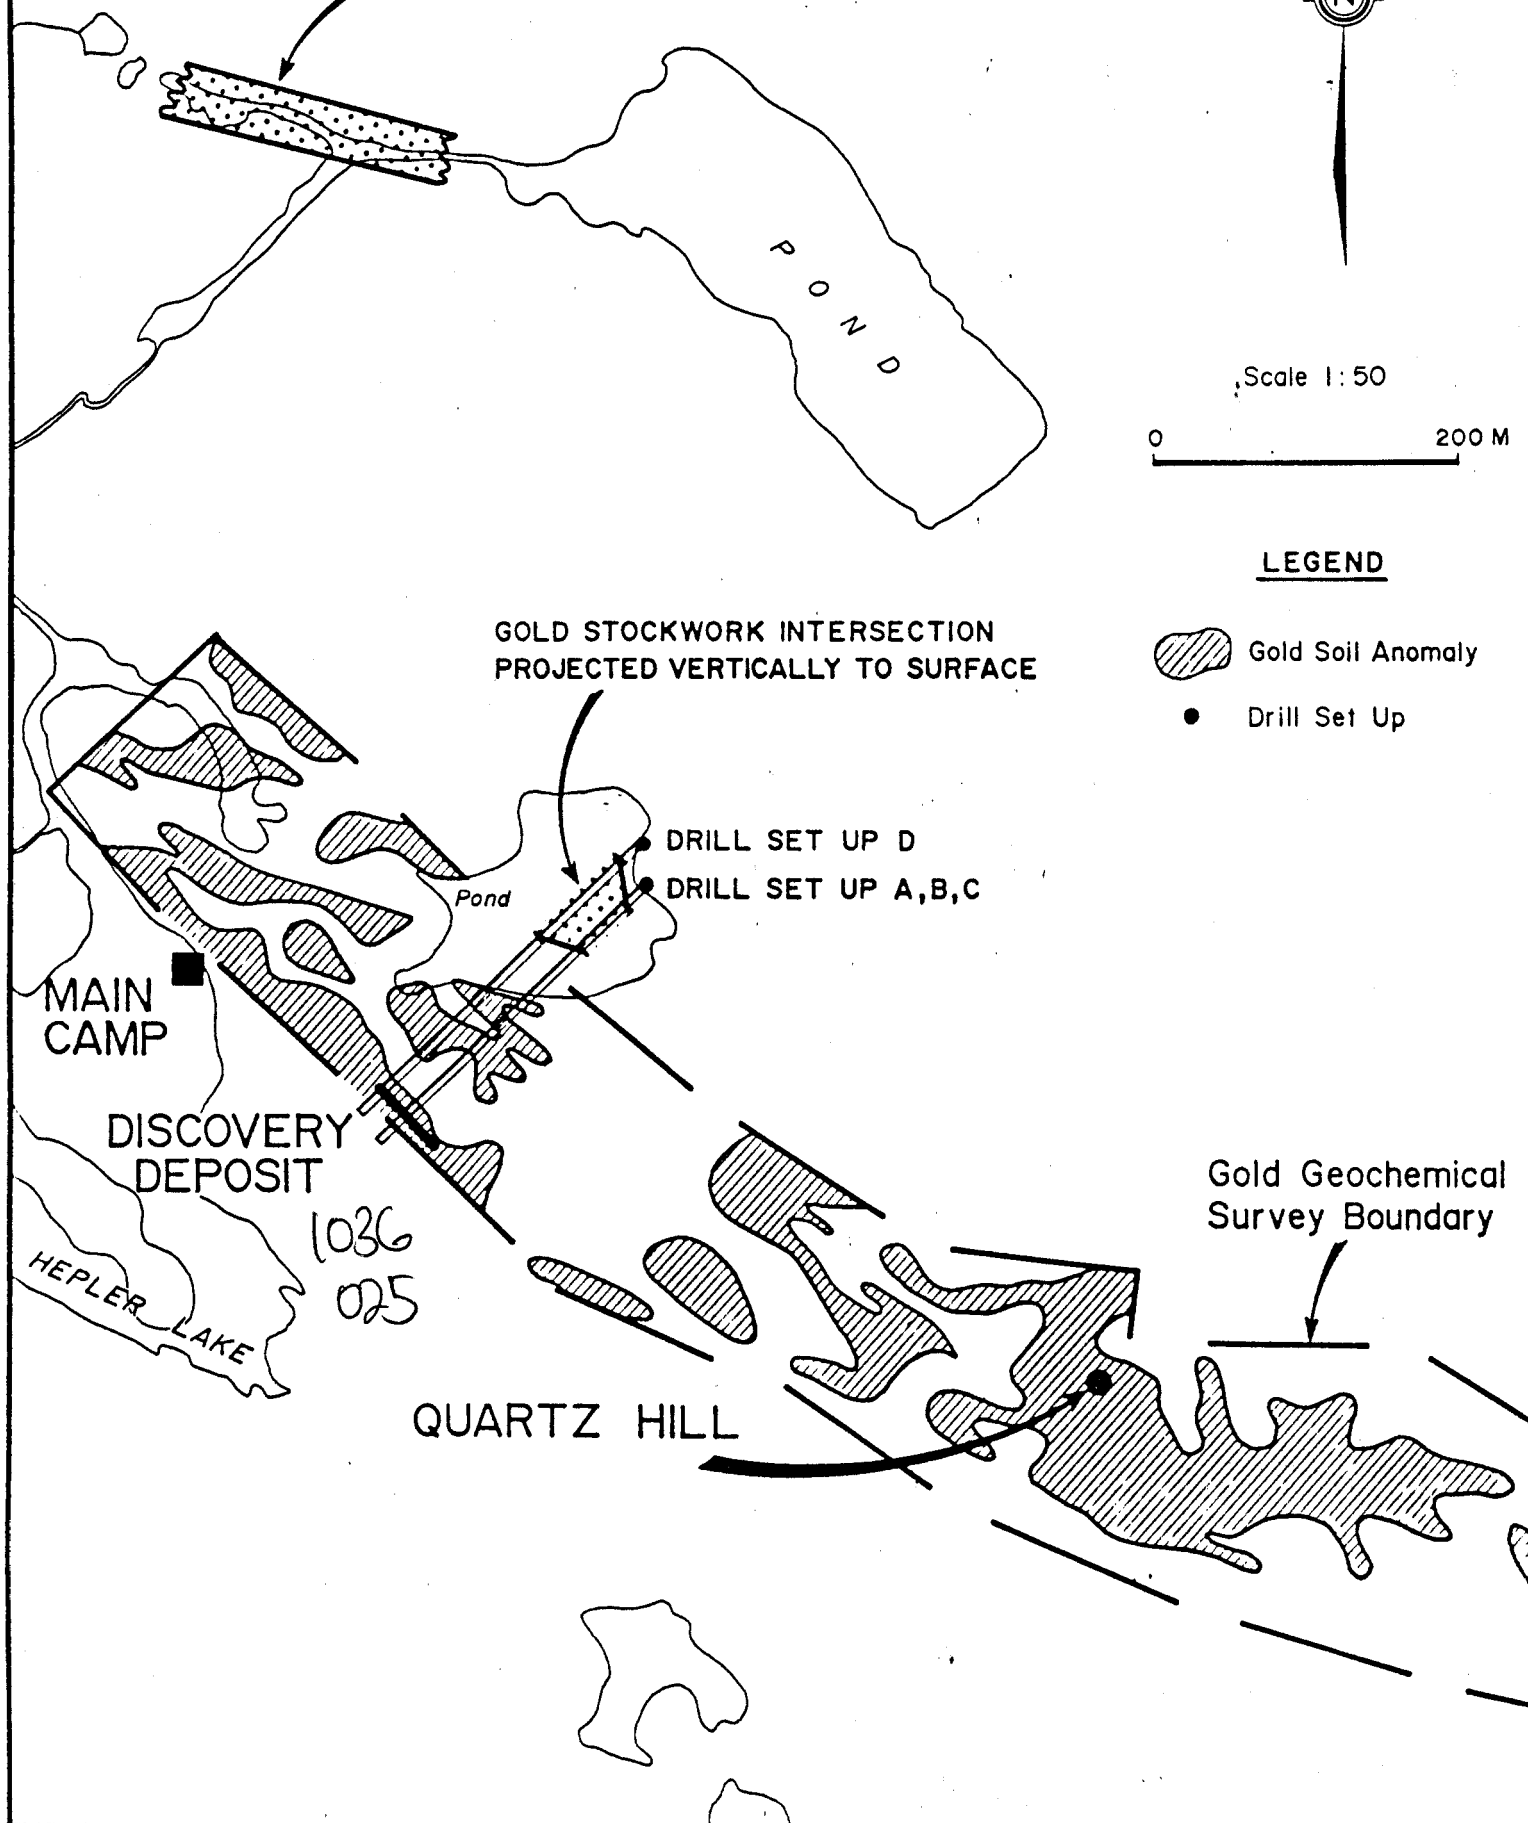 N
P O N D
Scale 1:50
0 200 M
LEGEND
Gold Soil Anomaly
Drill Set Up
GOLD STOCKWORK INTERSECTION
PROJECTED VERTICALLY TO SURFACE
DRILL SET UP D
DRILL SET UP A,B,C
Pond
MAIN
CAMP
DISCOVERY
DEPOSIT
1036
025
HEPLER LAKE
Gold Geochemical
Survey Boundary
QUARTZ HILL